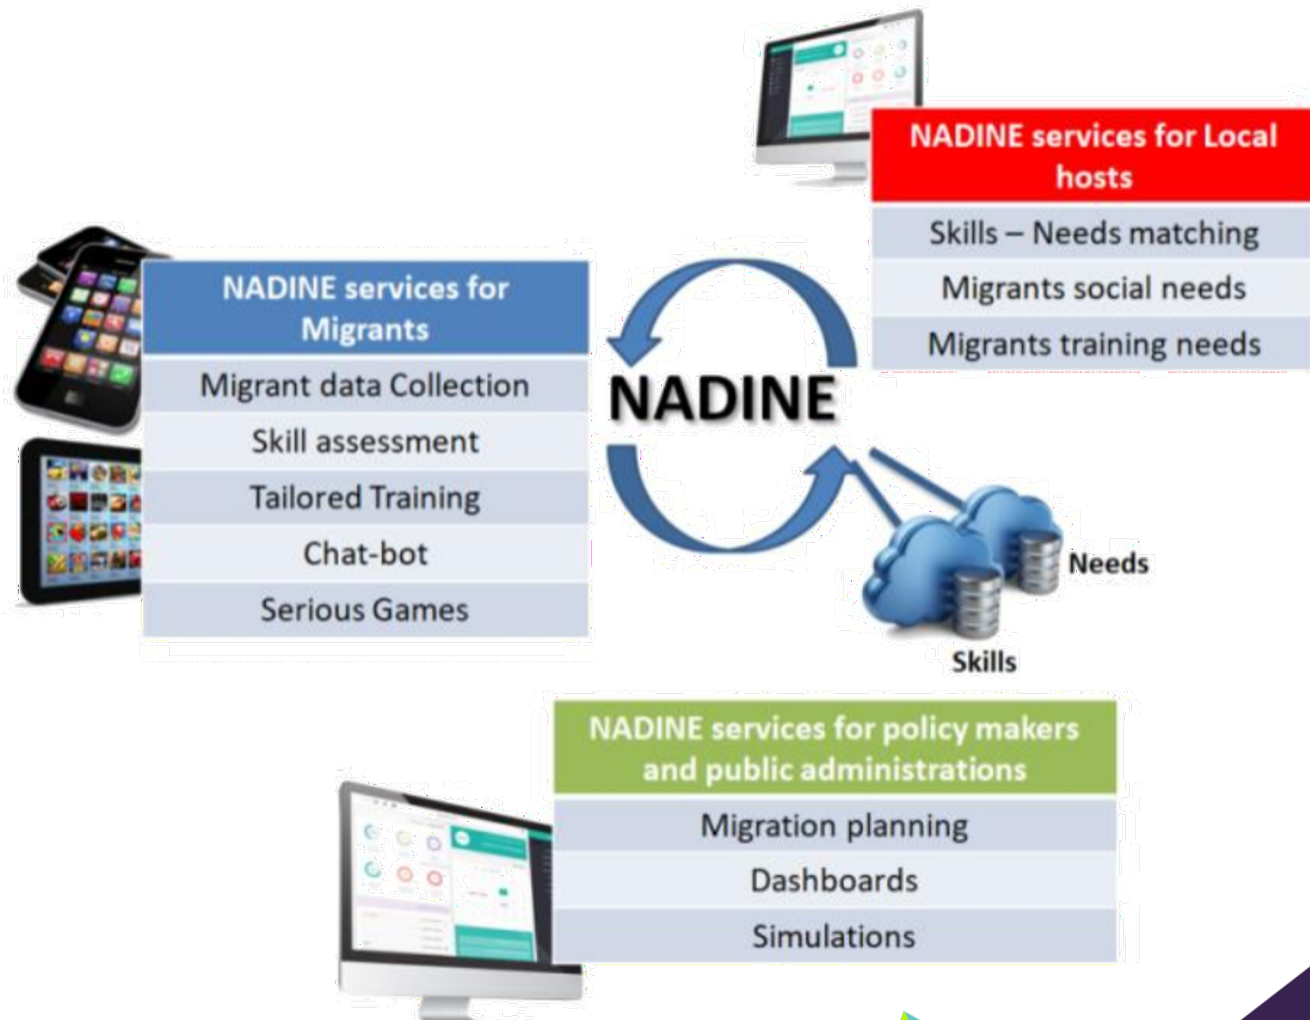 NADINE services for Local
hosts
Skills – Needs matching
Migrants social needs
Migrants training needs
NADINE services for
Migrants
Migrant data Collection
Skill assessment
Tailored Training
Chat-bot
Serious Games
NADINE
Needs
Skills
NADINE services for policy makers
and public administrations
Migration planning
Dashboards
Simulations